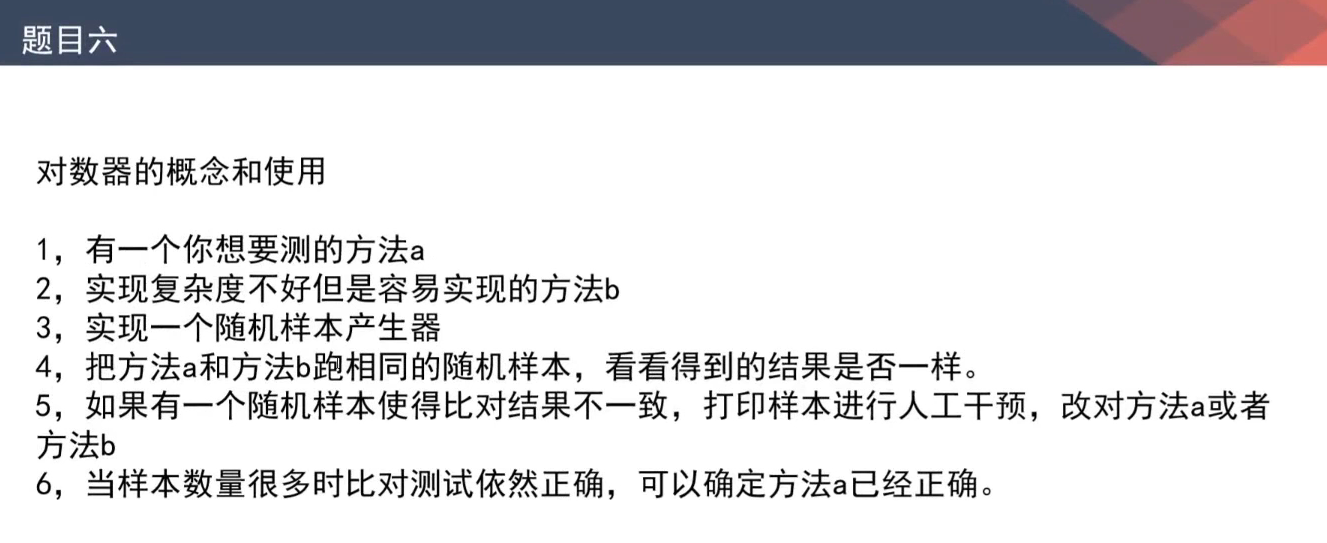 题目六
对数器的概念和使用
1，有一个你想要测的方法a
2，实现复杂度不好但是容易实现的方法b
3，实现一个随机样本产生器
4，把方法a和方法b跑相同的随机样本，看看得到的结果是否一样。
5，如果有一个随机样本使得比对结果不一致，打印样本进行人工干预，改对方法a或者
方法b
6，当样本数量很多时比对测试依然正确，可以确定方法a已经正确。